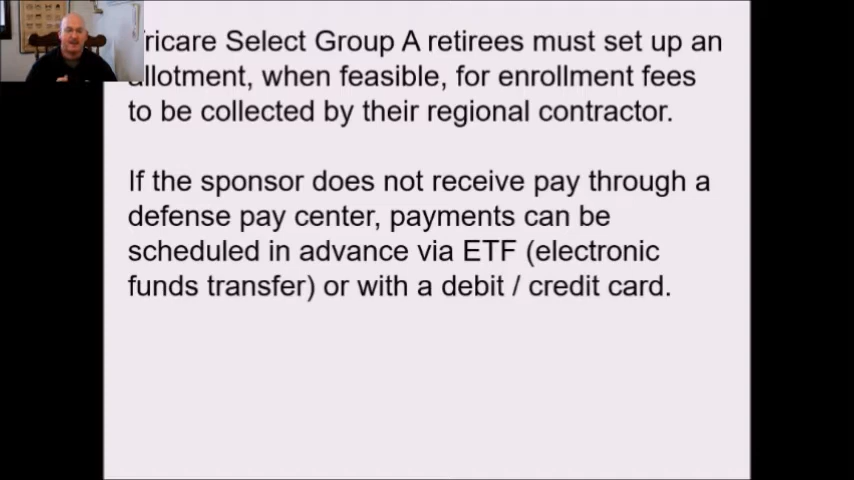 Tricare Select Group A retirees must set up an
allotment, when feasible, for enrollment fees
to be collected by their regional contractor.
If the sponsor does not receive pay through a
defense pay center, payments can be
scheduled in advance via ETF (electronic
funds transfer) or with a debit / credit card.